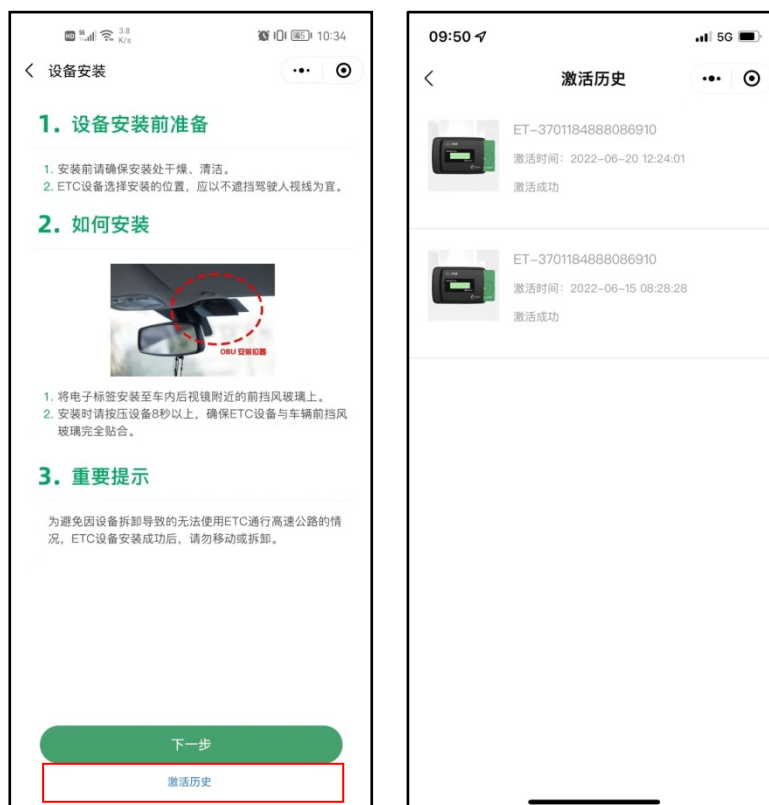 HD 5G 3.8 K/s 45 10:34
设备安装
1. 设备安装前准备
1. 安装前请确保安装处干燥、清洁。
2. ETC设备选择安装的位置，应以不遮挡驾驶人视线为宜。
2. 如何安装
OBU 安装位置
1. 将电子标签安装至车内后视镜附近的前挡风玻璃上。
2. 安装时请按压设备8秒以上，确保ETC设备与车辆前挡风
玻璃完全贴合。
3. 重要提示
为避免因设备拆卸导致的无法使用ETC通行高速公路的情
况，ETC设备安装成功后，请勿移动或拆卸。
下一步
激活历史
09:50 5G
激活历史
ET-3701184888086910
激活时间：2022-06-20 12:24:01
激活成功
ET-3701184888086910
激活时间：2022-06-15 08:28:28
激活成功